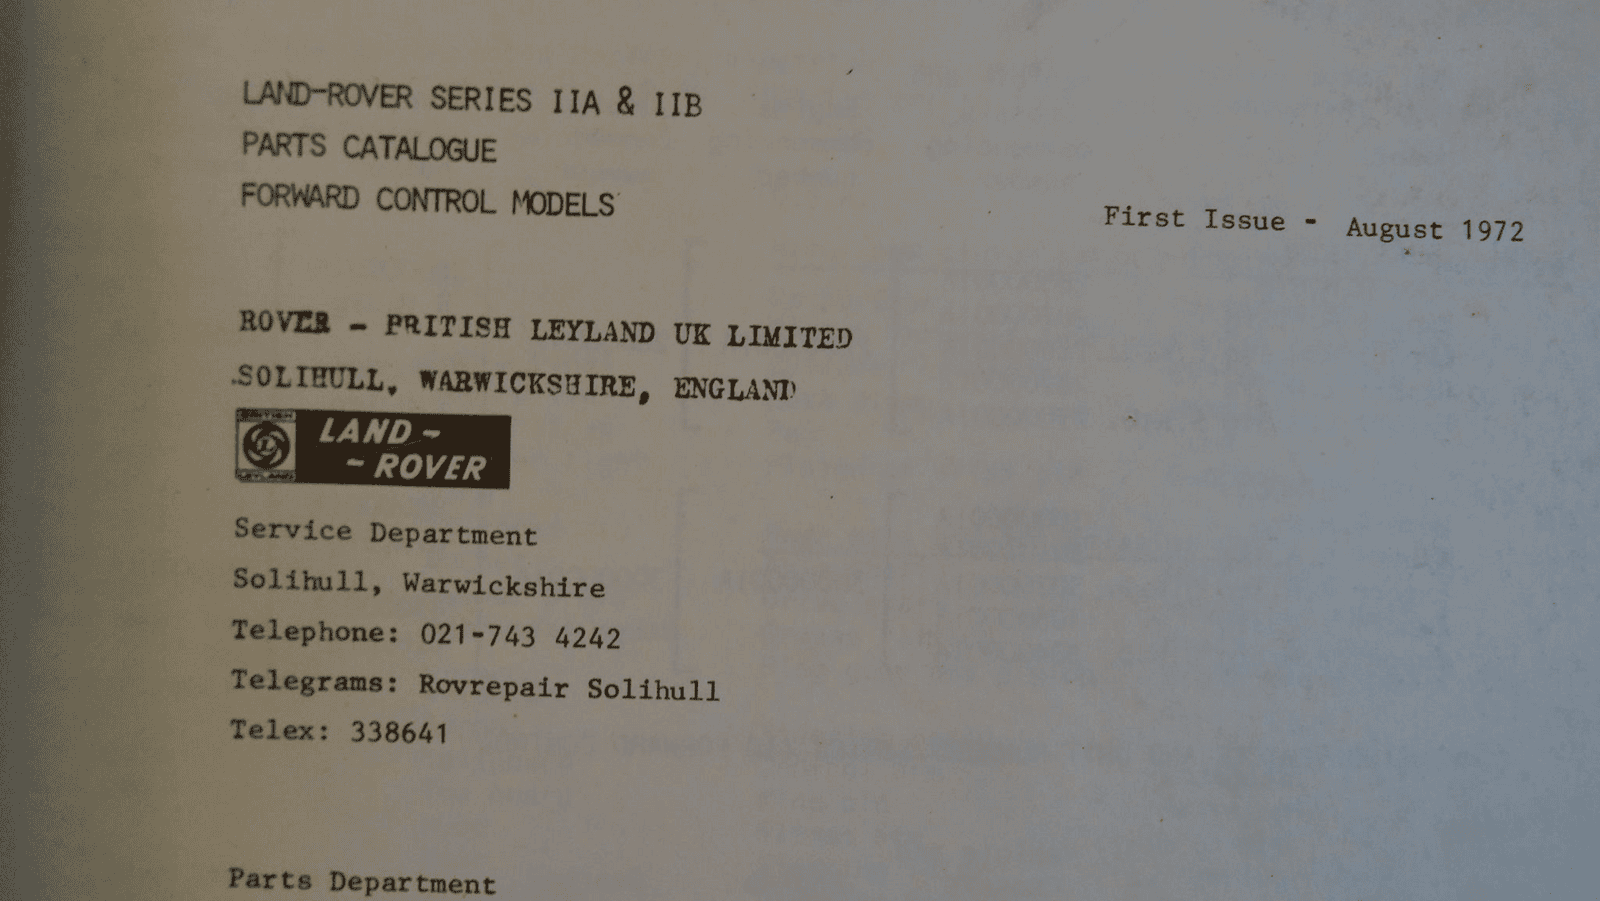 LAND-ROVER SERIES IIA & IIB
PARTS CATALOGUE
FORWARD CONTROL MODELS
First Issue - August 1972
ROVER - PRITISH LEYLAND UK LIMITED
SOLIHULL, WARWICKSHIRE, ENGLAND
BRITISH
L
LEYLAND
LAND-
-ROVER
Service Department
Solihull, Warwickshire
Telephone: 021-743 4242
Telegrams: Rovrepair Solihull
Telex: 338641
Parts Department